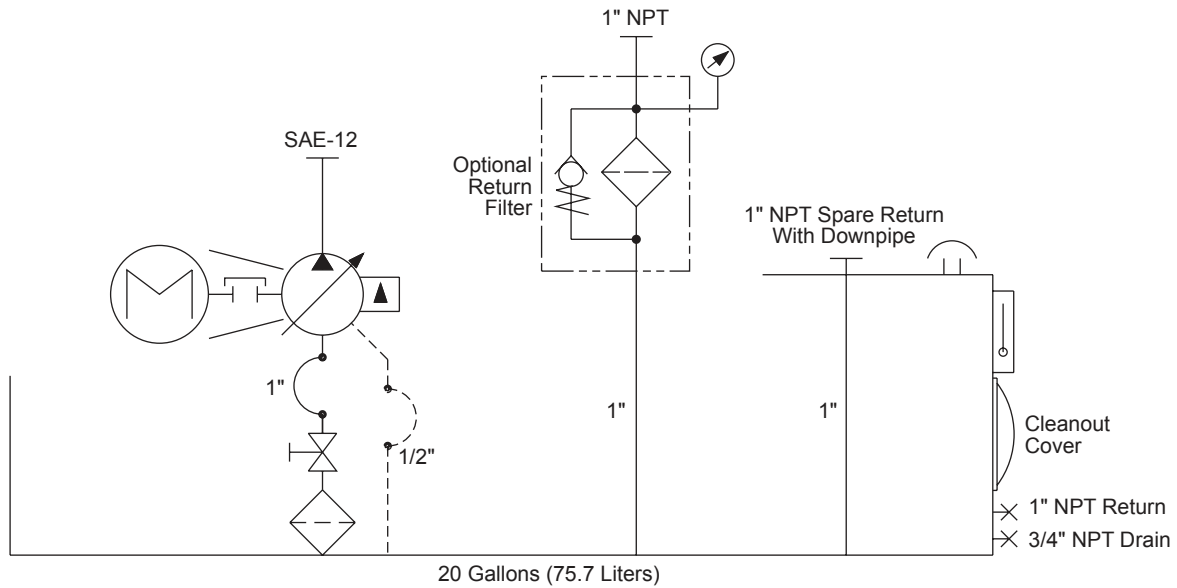 1" NPT
SAE-12
Optional
Return
Filter
1" NPT Spare Return
With Downpipe
M
1"
1/2"
1"
1"
Cleanout
Cover
1" NPT Return
3/4" NPT Drain
20 Gallons (75.7 Liters)